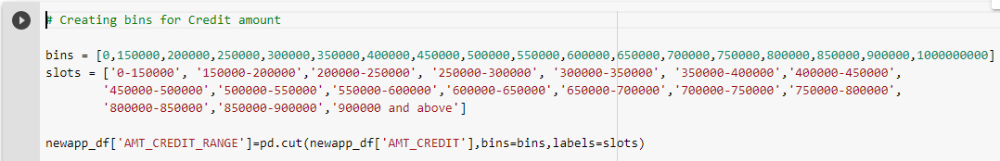 # Creating bins for Credit amount
bins = [0,150000,200000,250000,300000,350000,400000,450000,500000,550000,600000,650000,700000,750000,800000,850000,900000,1000000000]
slots = ['0-150000', '150000-200000','200000-250000', '250000-300000', '300000-350000', '350000-400000','400000-450000',
'450000-500000','500000-550000','550000-600000','600000-650000','650000-700000','700000-750000','750000-800000',
'800000-850000','850000-900000','900000 and above']
newapp_df['AMT_CREDIT_RANGE']=pd.cut(newapp_df['AMT_CREDIT'],bins=bins,labels=slots)